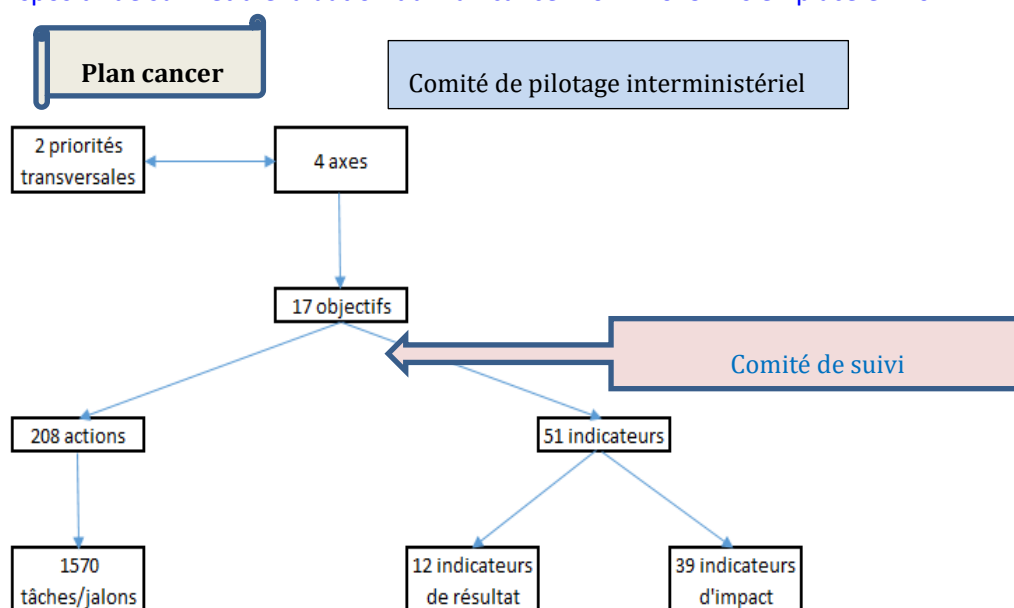 Plan cancer
Comité de pilotage interministériel
2 priorités
transversales
4 axes
17 objectifs
Comité de suivi
208 actions
51 indicateurs
1570
tâches/jalons
12 indicateurs
de résultat
39 indicateurs
d'impact